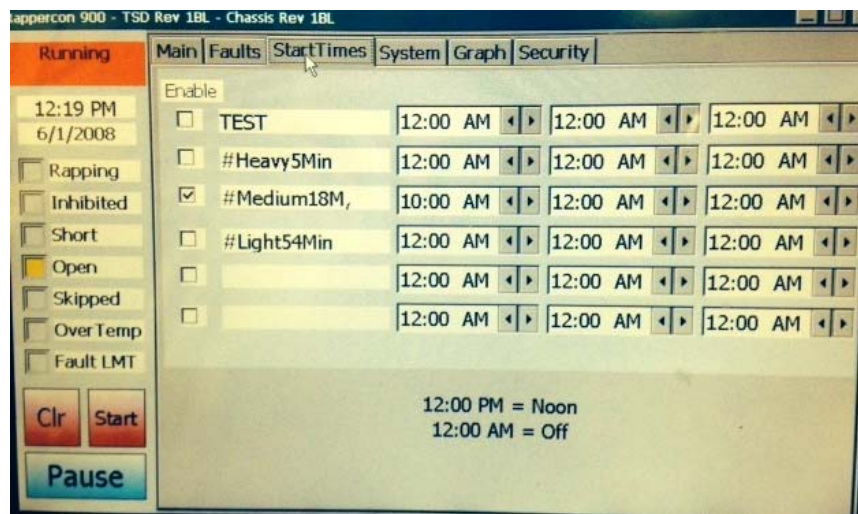 Rappercon 900 - TSD Rev 1BL - Chassis Rev 1BL
Running
Main Faults StartTimes System Graph Security
Enable
12:19 PM
6/1/2008
TEST 12:00 AM 12:00 AM 12:00 AM
#Heavy5Min 12:00 AM 12:00 AM 12:00 AM
#Medium18M, 10:00 AM 12:00 AM 12:00 AM
#Light54Min 12:00 AM 12:00 AM 12:00 AM
12:00 AM 12:00 AM 12:00 AM
12:00 AM 12:00 AM 12:00 AM
Rapping
Inhibited
Short
Open
Skipped
OverTemp
Fault LMT
12:00 PM = Noon
12:00 AM = Off
Clr Start
Pause